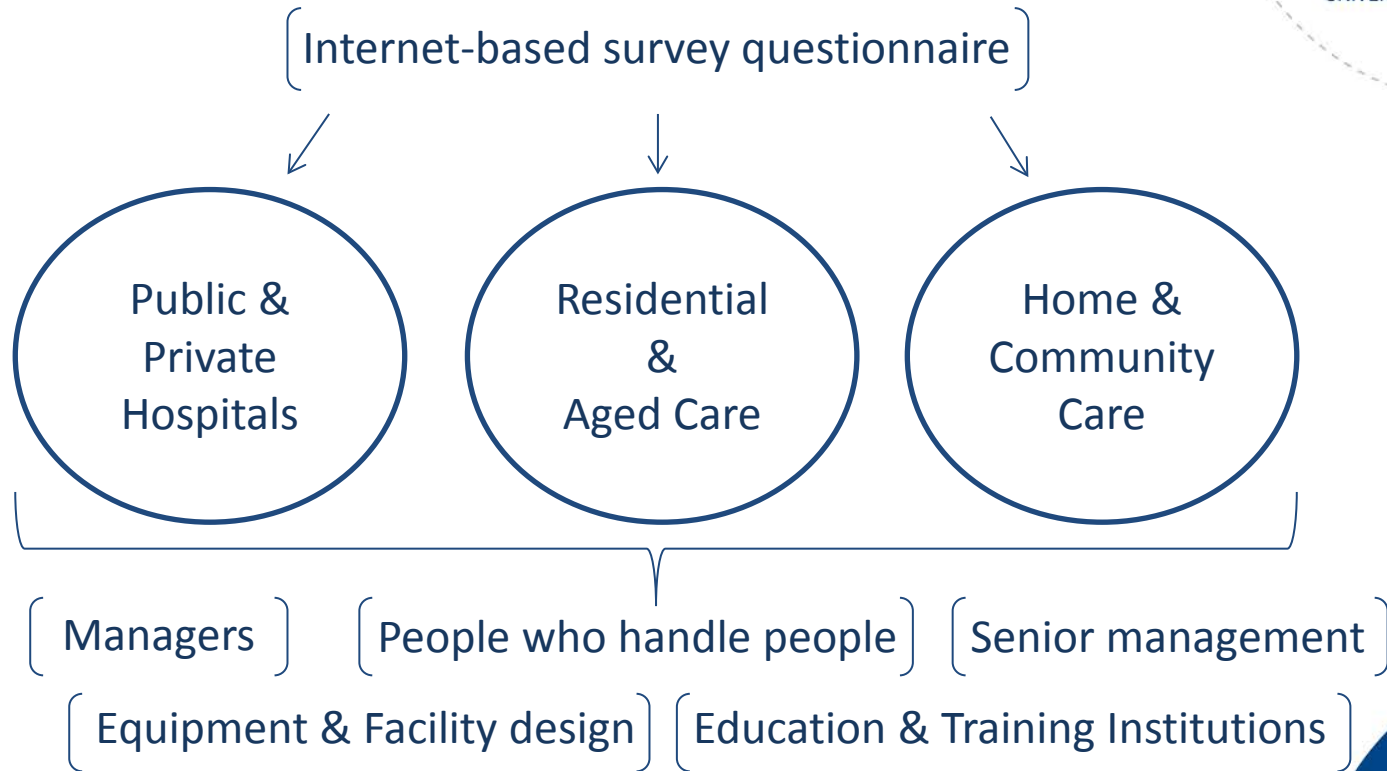 Internet-based survey questionnaire
Public &
Private
Hospitals
Residential
&
Aged Care
Home &
Community
Care
Managers
People who handle people
Senior management
Equipment & Facility design
Education & Training Institutions